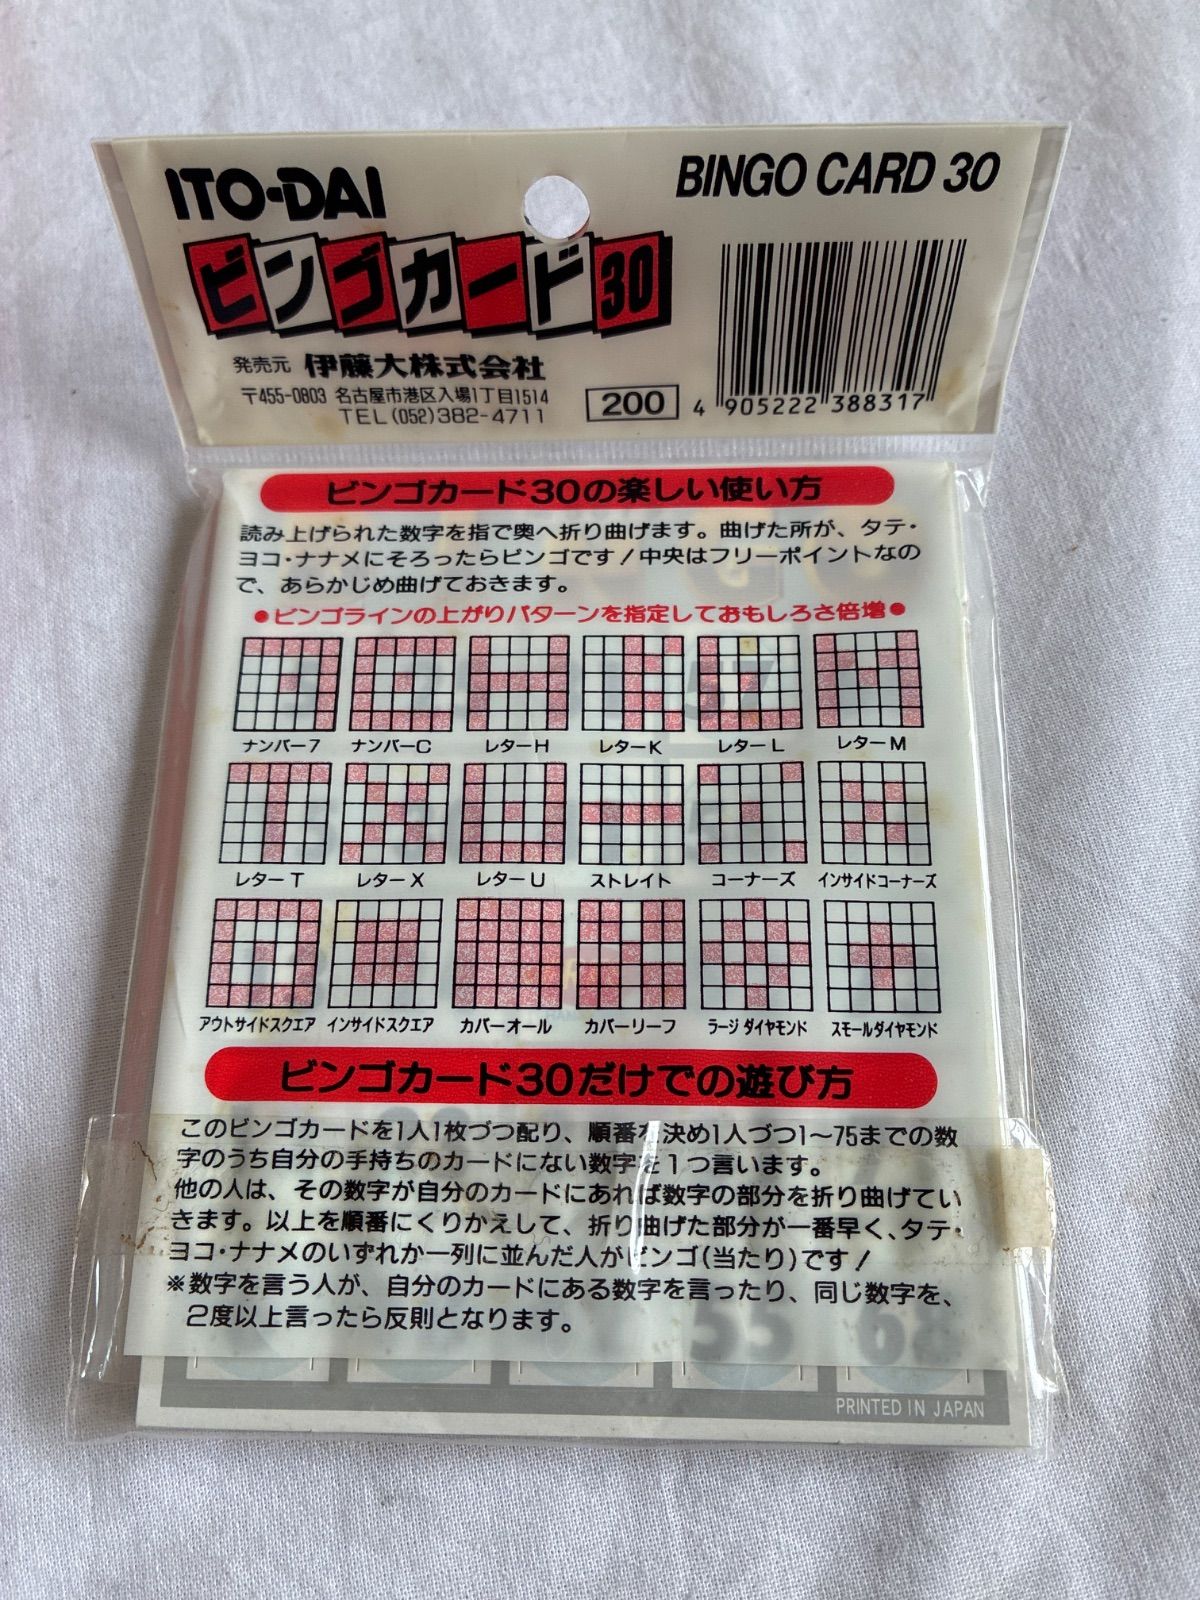 ITO-DAI
BINGO CARD 30
ビンゴカード30
発売元 伊藤大株式会社
〒455-0803 名古屋市港区入場1丁目1514
TEL(052)382-4711
200
4 905222 388317
ビンゴカード30の楽しい使い方
読み上げられた数字を指で奥へ折り曲げます。曲げた所が、タテ・
ヨコ・ナナメにそろったらビンゴです!中央はフリーポイントなの
で、あらかじめ曲げておきます。
●ビンゴラインの上がりパターンを指定しておもしろさ倍増●
ナンバー7 ナンバーC レターH レターK レターL レターM
レターT レターX レターU ストレイト コーナーズ インサイドコーナーズ
アウトサイドスクエア インサイドスクエア カバーオール カバーリーフ ラージダイヤモンド スモールダイヤモンド
ビンゴカード30だけでの遊び方
このビンゴカードを1人1枚づつ配り、順番を決め1人づつ1〜75までの数
字のうち自分の手持ちのカードにない数字を1つ言います。
他の人は、その数字が自分のカードにあれば数字の部分を折り曲げてい
きます。以上を順番にくりかえして、折り曲げた部分が一番早く、タテ・
ヨコ・ナナメのいずれか一列に並んだ人がビンゴ(当たり)です!
※数字を言う人が、自分のカードにある数字を言ったり、同じ数字を、
2度以上言ったら反則となります。
PRINTED IN JAPAN